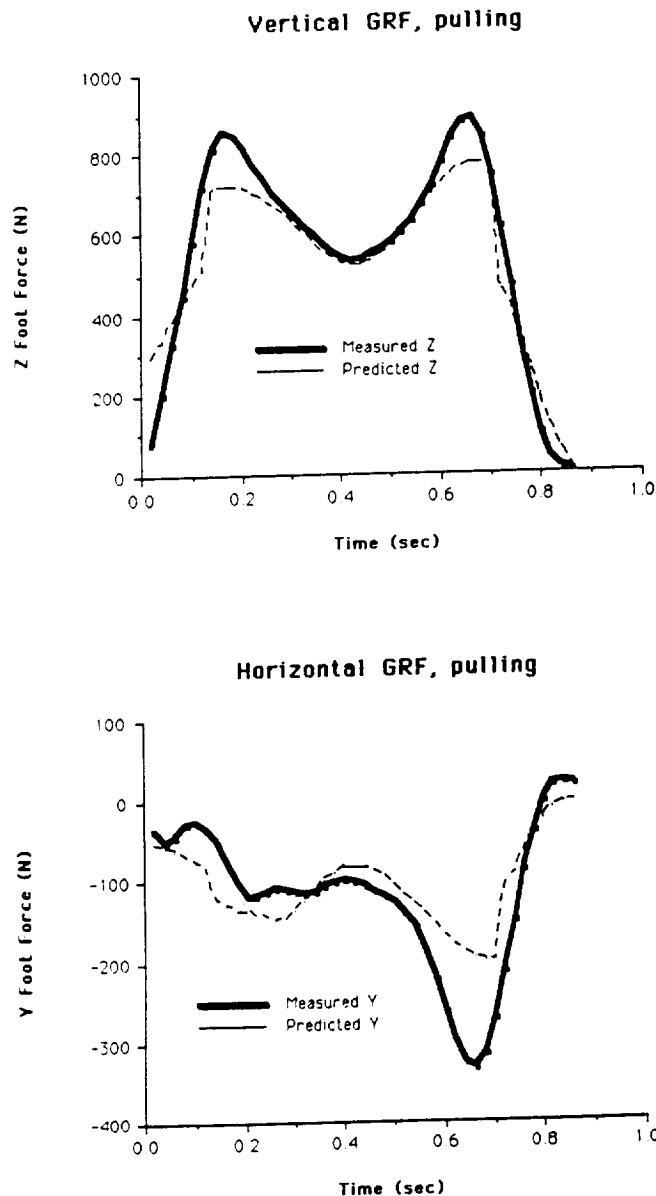 Vertical GRF, pulling
1000
800
600
400
200
0
Z Foot Force (N)
Measured Z
Predicted Z
0.0 0.2 0.4 0.6 0.8 1.0
Time (sec)
Horizontal GRF, pulling
100
0
-100
-200
-300
-400
Y Foot Force (N)
Measured Y
Predicted Y
0.0 0.2 0.4 0.6 0.8 1.0
Time (sec)